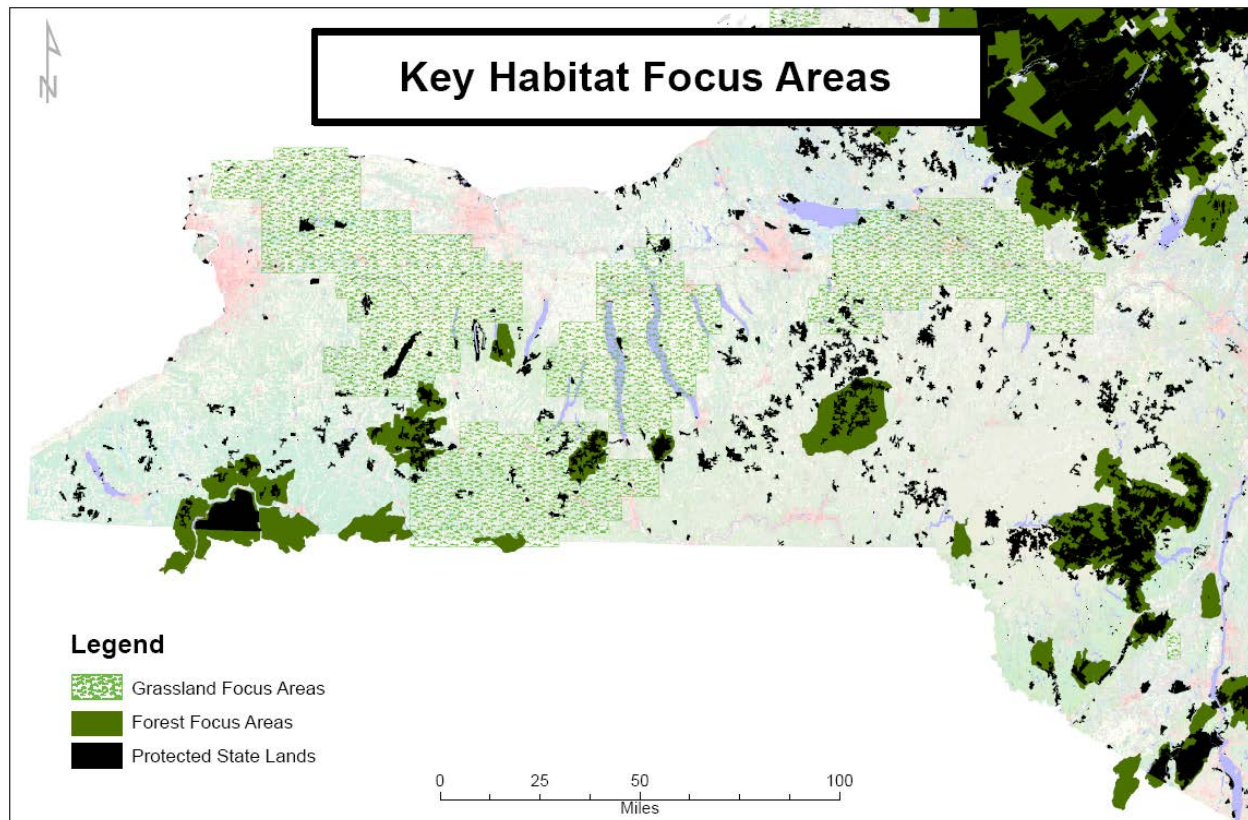 N
Key Habitat Focus Areas
Legend
Grassland Focus Areas
Forest Focus Areas
Protected State Lands
0 25 50 100
Miles